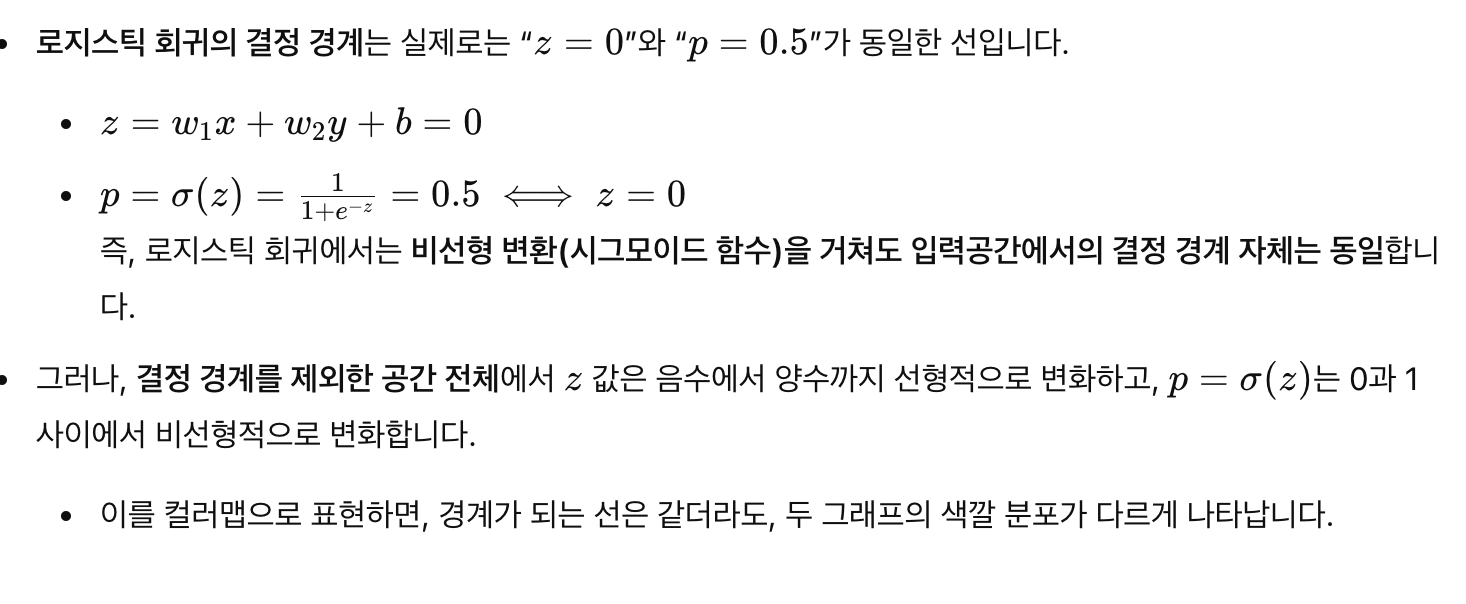 • 로지스틱 회귀의 결정 경계는 실제로는 “z = 0”와 “p = 0.5”가 동일한 선입니다.
• z = w₁x + w₂y + b = 0
• p = σ(z) = 1/(1+e⁻ᶻ) = 0.5 ⟺ z = 0
즉, 로지스틱 회귀에서는 비선형 변환(시그모이드 함수)을 거쳐도 입력공간에서의 결정 경계 자체는 동일합니
다.
• 그러나, 결정 경계를 제외한 공간 전체에서 z 값은 음수에서 양수까지 선형적으로 변화하고, p = σ(z)는 0과 1
사이에서 비선형적으로 변화합니다.
• 이를 컬러맵으로 표현하면, 경계가 되는 선은 같더라도, 두 그래프의 색깔 분포가 다르게 나타납니다.